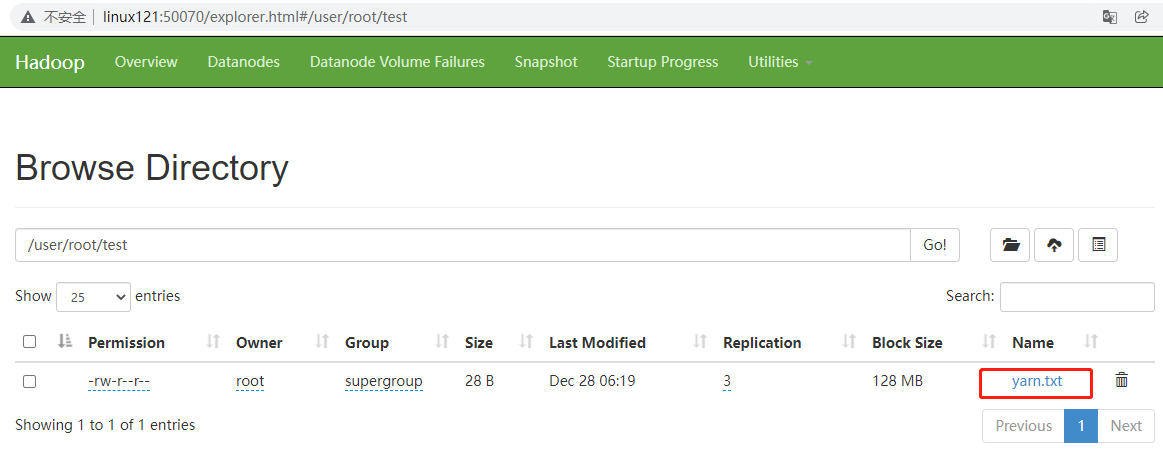 不安全 linux121:50070/explorer.html#/user/root/test
Hadoop Overview Datanodes Datanode Volume Failures Snapshot Startup Progress Utilities
Browse Directory
/user/root/test Go!
Show 25 entries Search:
Permission Owner Group Size Last Modified Replication Block Size Name
-rw-r--r-- root supergroup 28 B Dec 28 06:19 3 128 MB yarn.txt
Showing 1 to 1 of 1 entries Previous 1 Next